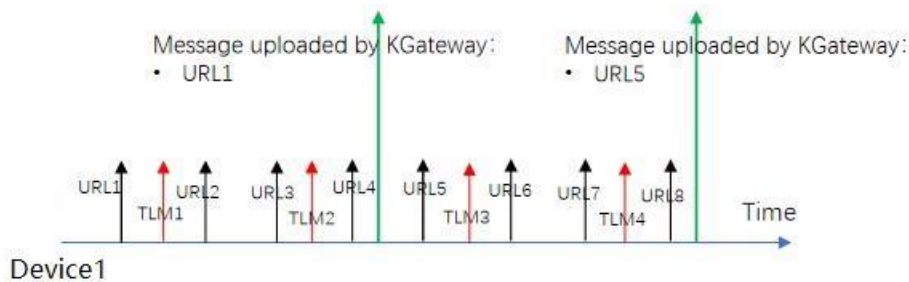 Message uploaded by KGateway:
• URL1
Message uploaded by KGateway:
• URL5
URL1
TLM1
URL2
URL3
TLM2
URL4
URL5
TLM3
URL6
URL7
TLM4
URL8
Time
Device1